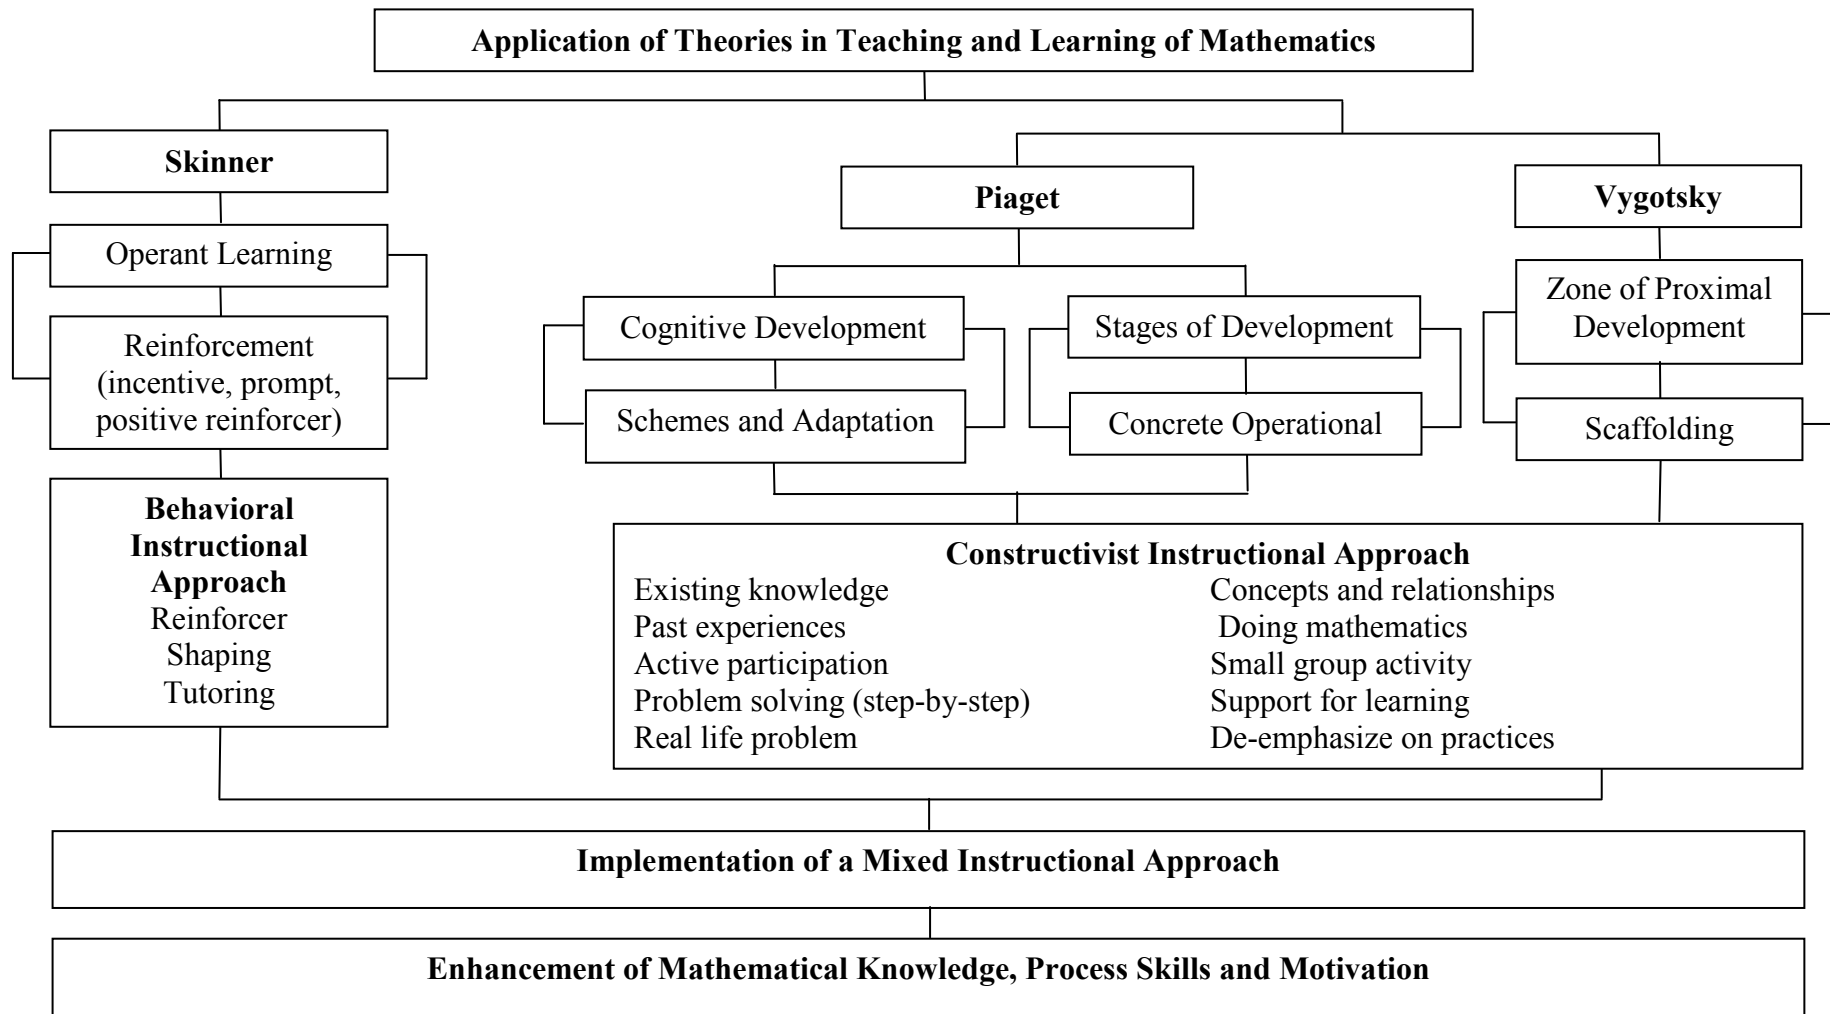 Application of Theories in Teaching and Learning of Mathematics
Skinner
Piaget
Vygotsky
Operant Learning
Reinforcement
(incentive, prompt,
positive reinforcer)
Cognitive Development
Schemes and Adaptation
Stages of Development
Concrete Operational
Zone of Proximal
Development
Scaffolding
Behavioral
Instructional
Approach
Reinforcer
Shaping
Tutoring
Constructivist Instructional Approach
Existing knowledge
Past experiences
Active participation
Problem solving (step-by-step)
Real life problem
Concepts and relationships
Doing mathematics
Small group activity
Support for learning
De-emphasize on practices
Implementation of a Mixed Instructional Approach
Enhancement of Mathematical Knowledge, Process Skills and Motivation